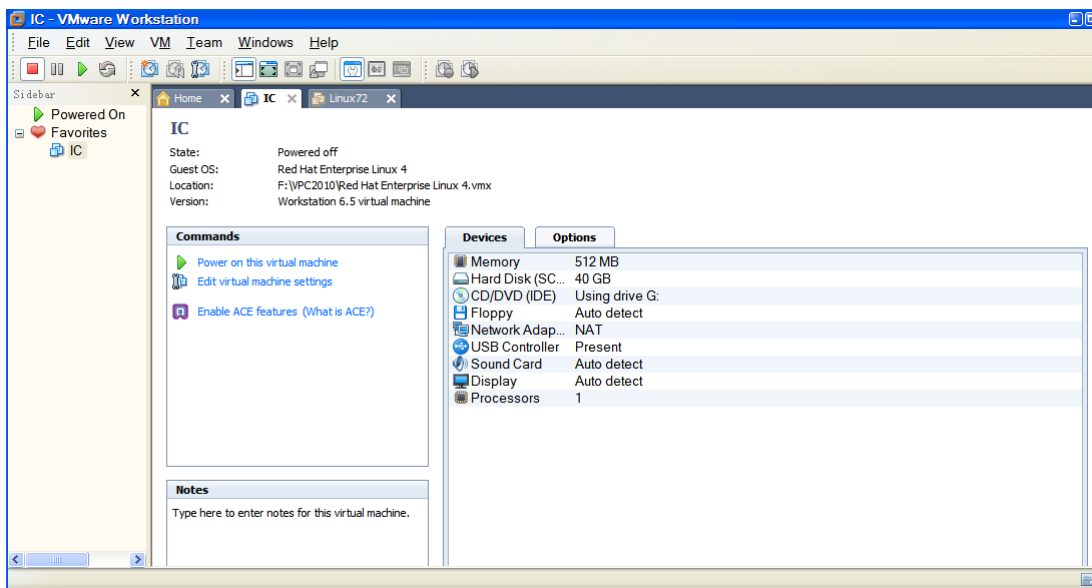 IC - VMware Workstation
File Edit View VM Team Windows Help
Sidebar
Powered On
Favorites
IC
Home IC Linux72
IC
State: Powered off
Guest OS: Red Hat Enterprise Linux 4
Location: F:\VPC2010\Red Hat Enterprise Linux 4.vmx
Version: Workstation 6.5 virtual machine
Commands
Power on this virtual machine
Edit virtual machine settings
Enable ACE features (What is ACE?)
Notes
Type here to enter notes for this virtual machine.
Devices Options
Memory 512 MB
Hard Disk (SC... 40 GB
CD/DVD (IDE) Using drive G:
Floppy Auto detect
Network Adap... NAT
USB Controller Present
Sound Card Auto detect
Display Auto detect
Processors 1